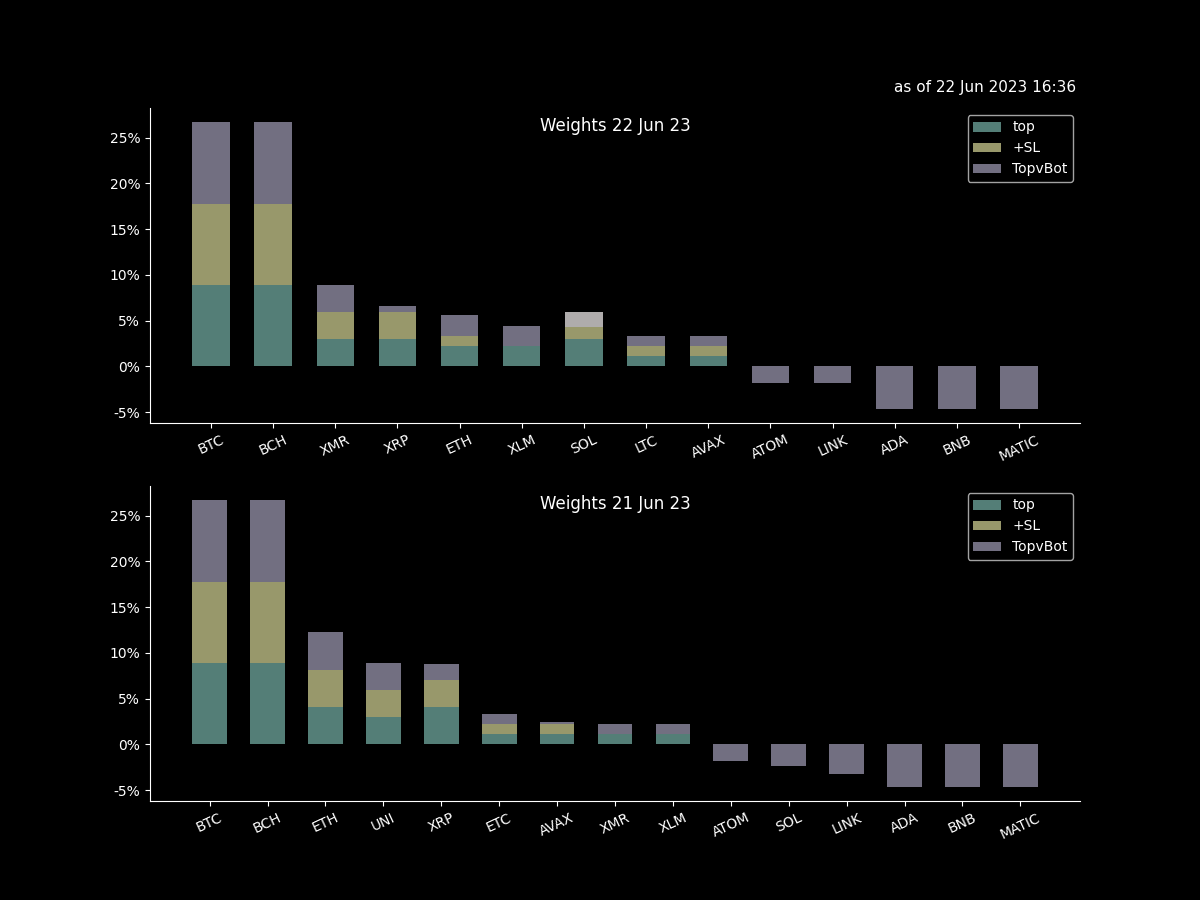 as of 22 Jun 2023 16:36
Weights 22 Jun 23
top
+SL
TopvBot
25%
20%
15%
10%
5%
0%
-5%
BTC BCH XMR XRP ETH XLM SOL LTC AVAX ATOM LINK ADA BNB MATIC
Weights 21 Jun 23
top
+SL
TopvBot
25%
20%
15%
10%
5%
0%
-5%
BTC BCH ETH UNI XRP ETC AVAX XMR XLM ATOM SOL LINK ADA BNB MATIC